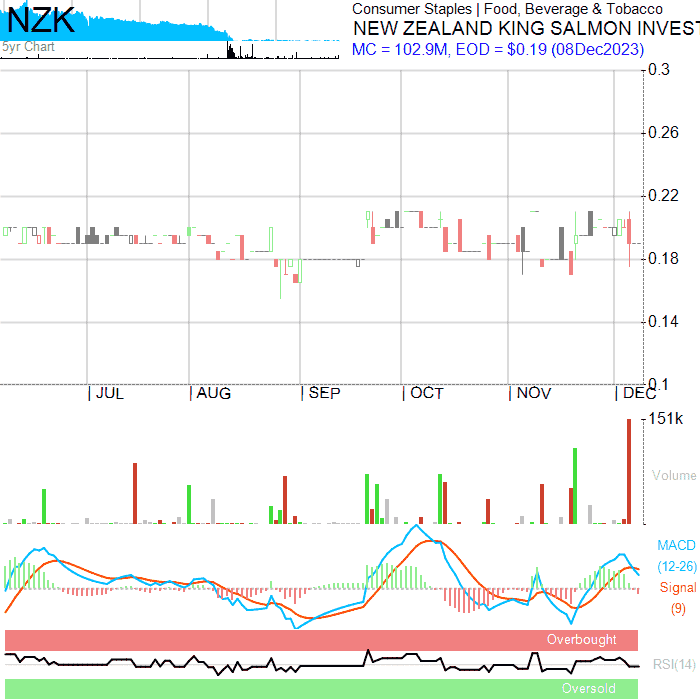 NZK
5yr Chart
Consumer Staples | Food, Beverage & Tobacco
NEW ZEALAND KING SALMON INVEST
MC = 102.9M, EOD = $0.19 (08Dec2023)
0.3
0.26
0.22
0.18
0.14
0.1
JUL AUG SEP OCT NOV DEC
151k
Volume
MACD
(12-26)
Signal
(9)
Overbought
RSI(14)
Oversold